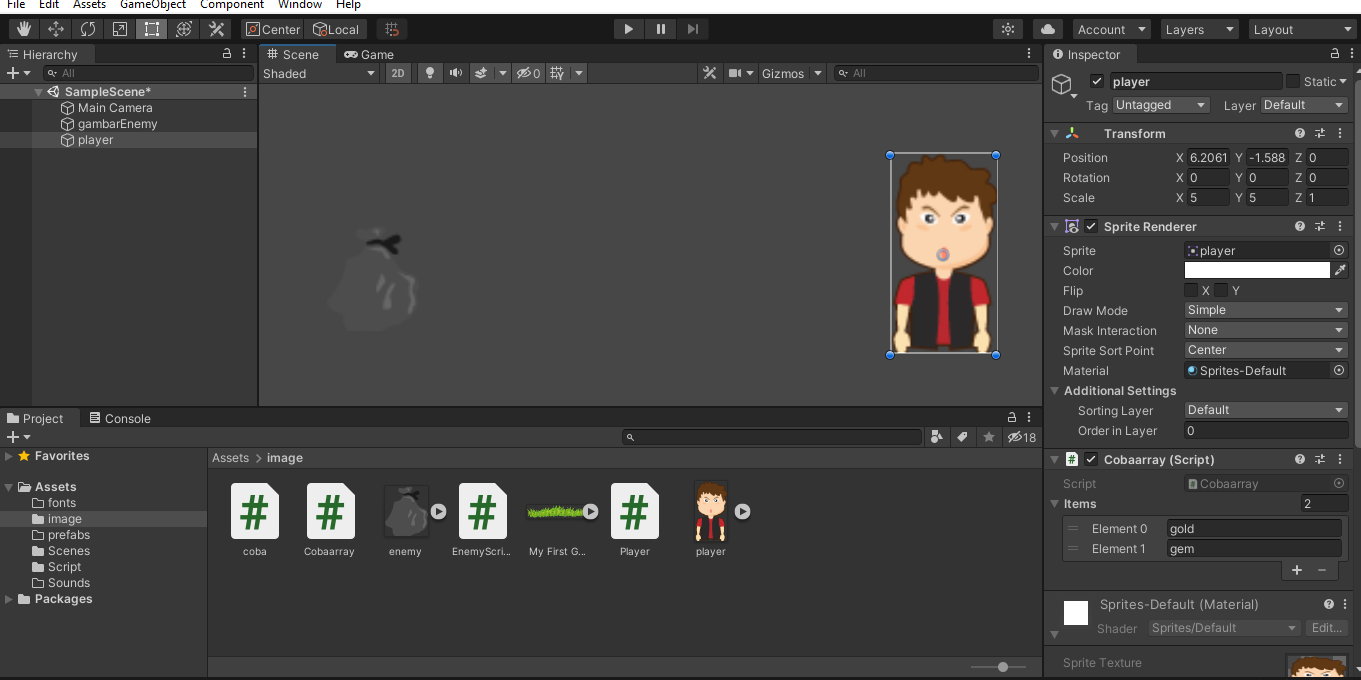 File Edit Assets GameObject Component Window Help
Center Local Account Layers Layout
Hierarchy
All
SampleScene*
Main Camera
gambarEnemy
player
Scene Game
Shaded 2D 0 Gizmos All
Inspector
player Static
Tag Untagged Layer Default
Transform
Position X 6.2061 Y -1.588 Z 0
Rotation X 0 Y 0 Z 0
Scale X 5 Y 5 Z 1
Sprite Renderer
Sprite player
Color
Flip X Y
Draw Mode Simple
Mask Interaction None
Sprite Sort Point Center
Material Sprites-Default
Additional Settings
Sorting Layer Default
Order in Layer 0
Cobaarray (Script)
Script Cobaarray
Items 2
Element 0 gold
Element 1 gem
Sprites-Default (Material)
Shader Sprites/Default Edit...
Sprite Texture
Project Console
18
Favorites
Assets
fonts
image
prefabs
Scenes
Script
Sounds
Packages
Assets > image
coba Cobaarray enemy EnemyScri... My First G... Player player